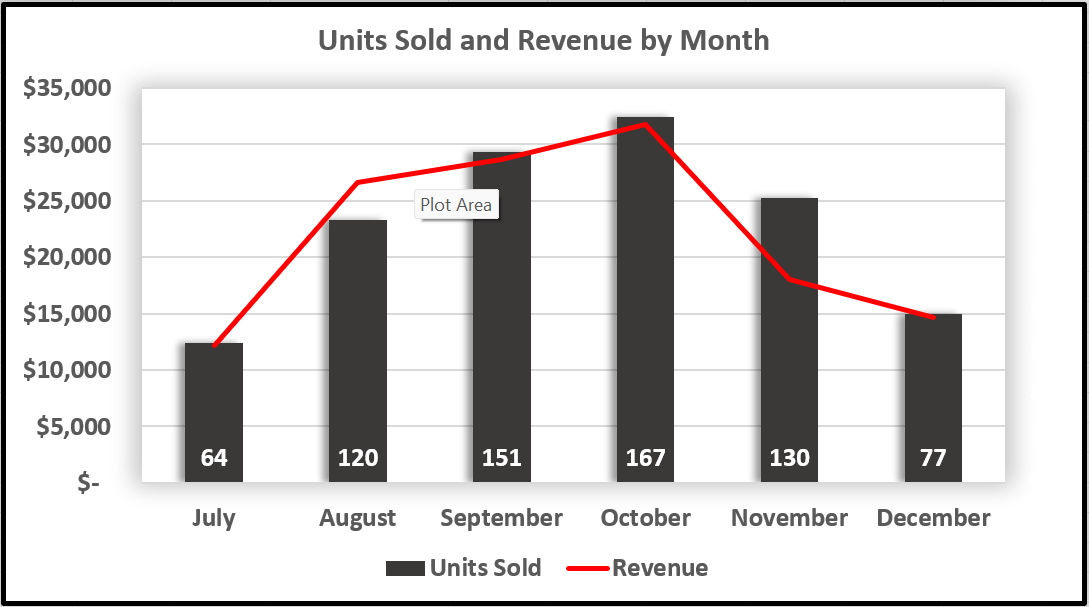 Units Sold and Revenue by Month
$35,000
$30,000
$25,000
Plot Area
$20,000
$15,000
$10,000
$5,000
64 120 151 167 130 77
$-
July August September October November December
Units Sold Revenue